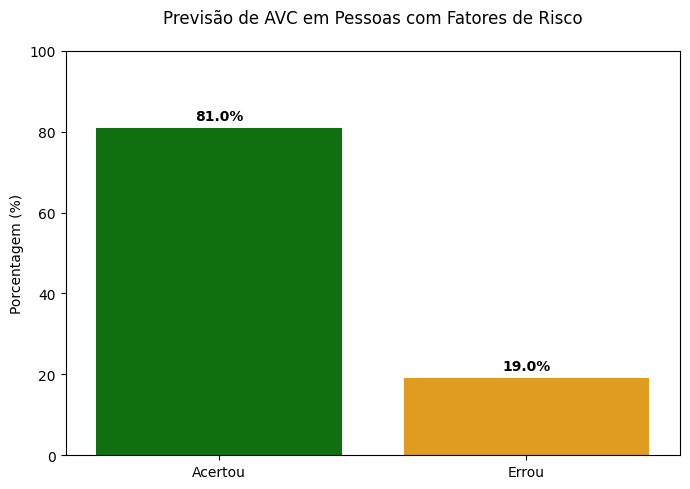 Previsão de AVC em Pessoas com Fatores de Risco
Porcentagem (%)
100
80
60
40
20
0
81.0%
19.0%
Acertou
Errou